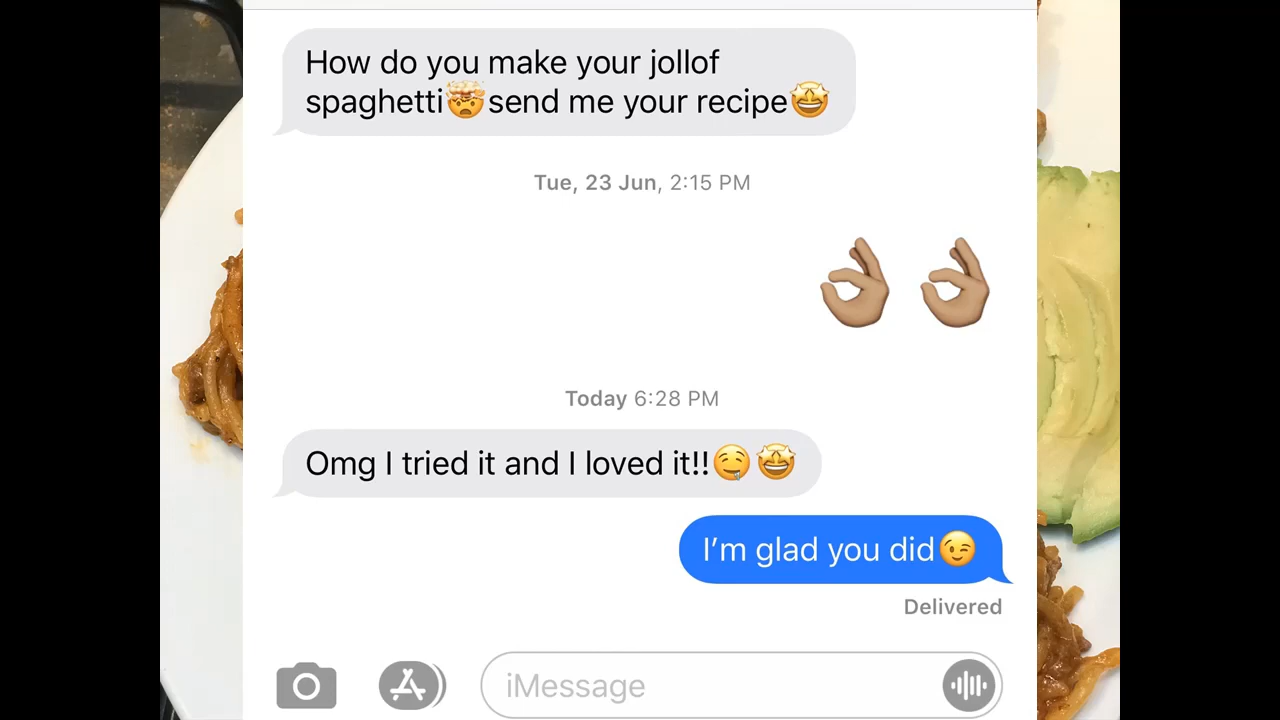 How do you make your jollof
spaghetti🤯send me your recipe🤩
Tue, 23 Jun, 2:15 PM
👌🏽 👌🏽
Today 6:28 PM
Omg I tried it and I loved it!!🤤🤩
I’m glad you did😉
Delivered
iMessage